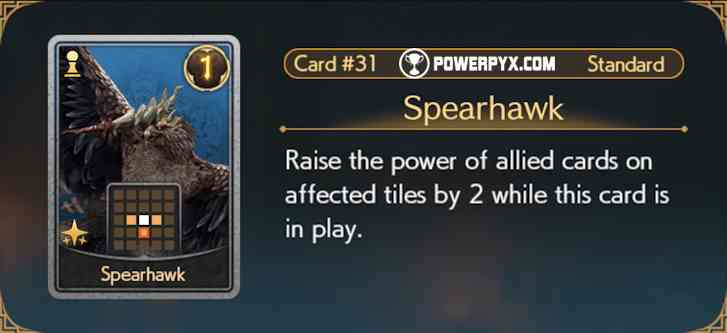 1
Spearhawk
Card #31 POWERPYX.COM Standard
Spearhawk
Raise the power of allied cards on
affected tiles by 2 while this card is
in play.